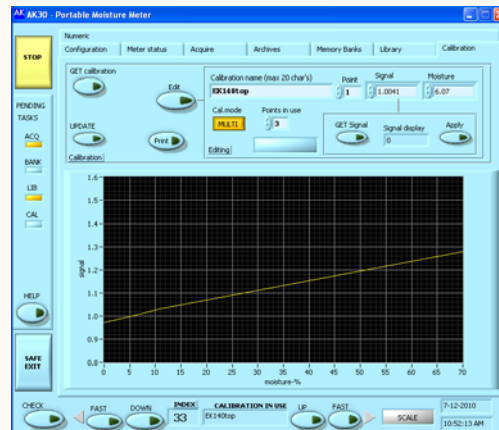 AK30 - Portable Moisture Meter
Numeric
Configuration Meter status Acquire Archives Memory Banks Library Calibration
STOP
GET calibration
Edit
Calibration name (max 20 char's) Point Signal Moisture
EK140top 1 1.0041 6.07
PENDING
TASKS
ACQ
BANK
LIB
CAL
Cal.mode Points in use
MULTI 3
GET Signal Signal display Apply
0
UPDATE
Print
Editing
Calibration
1.6
1.5
1.4
1.3
1.2
1.1
1.0
0.9
0.8
signal
0 5 10 15 20 25 30 35 40 45 50 55 60 65 70
moisture-%
HELP
SAFE
EXIT
CHECK FAST DOWN INDEX CALIBRATION IN USE UP FAST
33 EK140top
SCALE
7-12-2010
10:52:13 AM